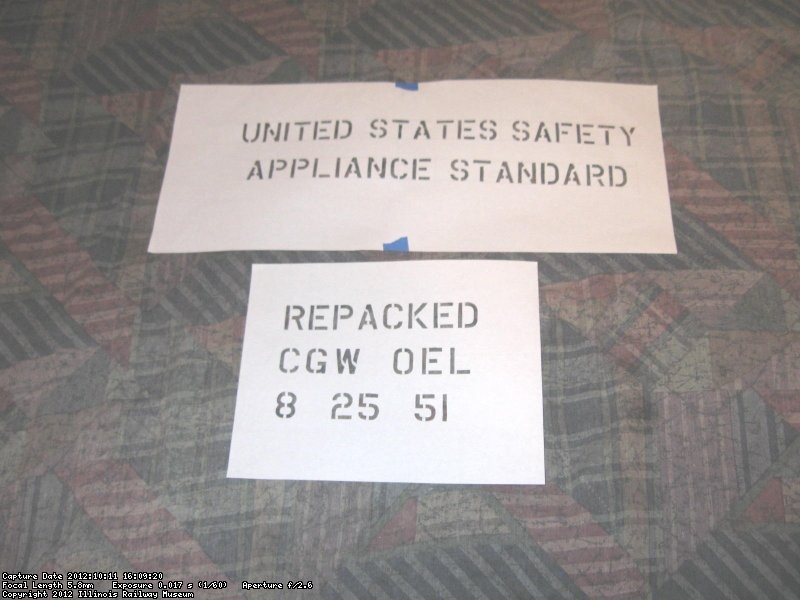 UNITED STATES SAFETY
APPLIANCE STANDARD
REPACKED
CGW OEL
8 25 51
Capture Date 2012:10:11 16:09:20
Focal Length 5.8mm Exposure 0.017 s (1/60) Aperture f/2.6
Copyright 2012 Illinois Railway Museum